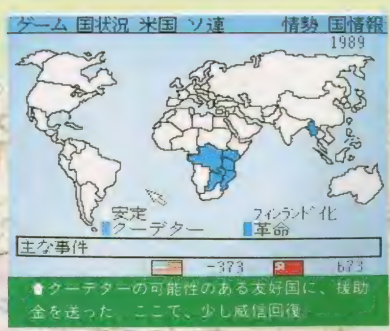 ゲーム 国状況 米国 ソ連 情勢 国情報
1989
安定 フィンランド化
クーデター 革命
主な事件
-373 673
クーデターの可能性のある友好国に、援助
金を送った。ここで、少し威信回復……